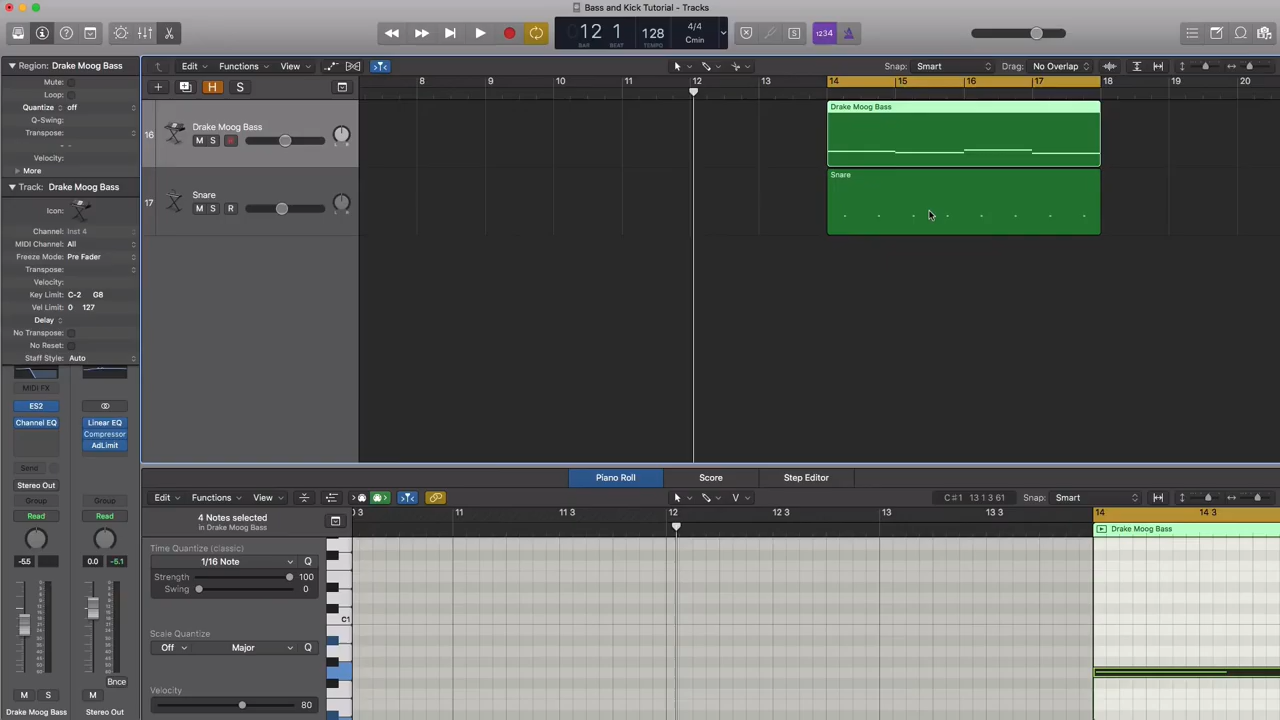 Bass and Kick Tutorial - Tracks
12 1
BAR BEAT
128
TEMPO
4/4
Cmin
1234
Region: Drake Moog Bass
Mute:
Loop:
Quantize off
Q-Swing:
Transpose:
Velocity:
More
Track: Drake Moog Bass
Icon:
Channel: Inst 4
MIDI Channel: All
Freeze Mode: Pre Fader
Transpose:
Velocity:
Key Limit: C-2 G8
Vel Limit: 0 127
Delay
No Transpose:
No Reset:
Staff Style: Auto
MIDI FX
ES2
Channel EQ
Linear EQ
Compressor
AdLimit
Send
Stereo Out
Group Group
Read Read
-5.5 0.0 -5.1
Bnce
M S M
Drake Moog Bass Stereo Out
Edit Functions View
Snap: Smart Drag: No Overlap
H S
8 9 10 11 12 13 14 15 16 17 18 19 20
16 Drake Moog Bass
M S
17 Snare
M S R
Drake Moog Bass
Snare
Piano Roll Score Step Editor
Edit Functions View
V
C#1 13 1 3 61 Snap: Smart
4 Notes selected
in Drake Moog Bass
Time Quantize (classic)
1/16 Note Q
Strength 100
Swing 0
Scale Quantize
Off Major Q
Velocity
80
3 11 11 3 12 12 3 13 13 3 14 14 3
Drake Moog Bass
C1